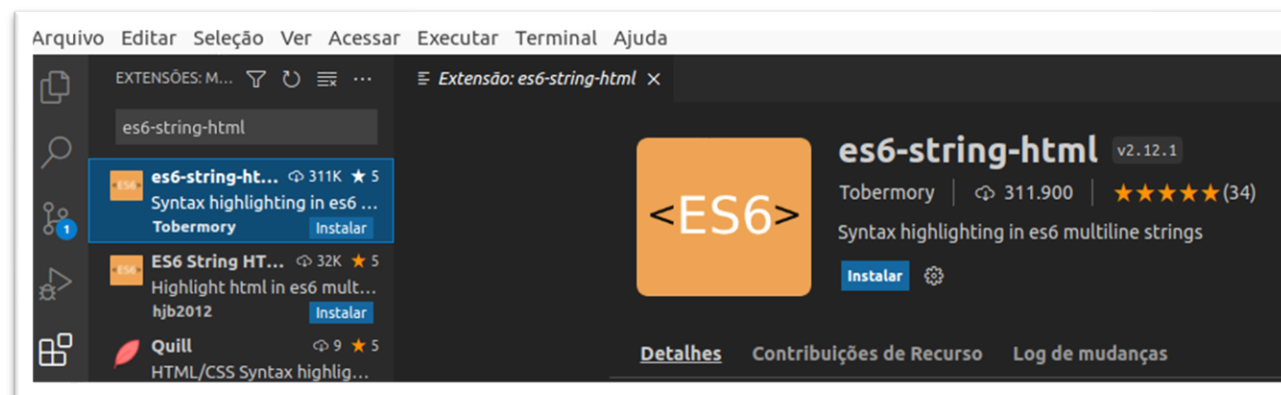 Arquivo Editar Seleção Ver Acessar Executar Terminal Ajuda
EXTENSÕES: M...
Extensão: es6-string-html
es6-string-html
es6-string-ht... 311K ★ 5
Syntax highlighting in es6 ...
Tobermory Instalar
ES6 String HT... 32K ★ 5
Highlight html in es6 mult...
hjb2012 Instalar
Quill 9 ★ 5
HTML/CSS Syntax highlig...
<ES6>
<ES6>
1
<ES6>
es6-string-html v2.12.1
Tobermory 311.900 ★★★★★(34)
Syntax highlighting in es6 multiline strings
Instalar
Detalhes Contribuições de Recurso Log de mudanças